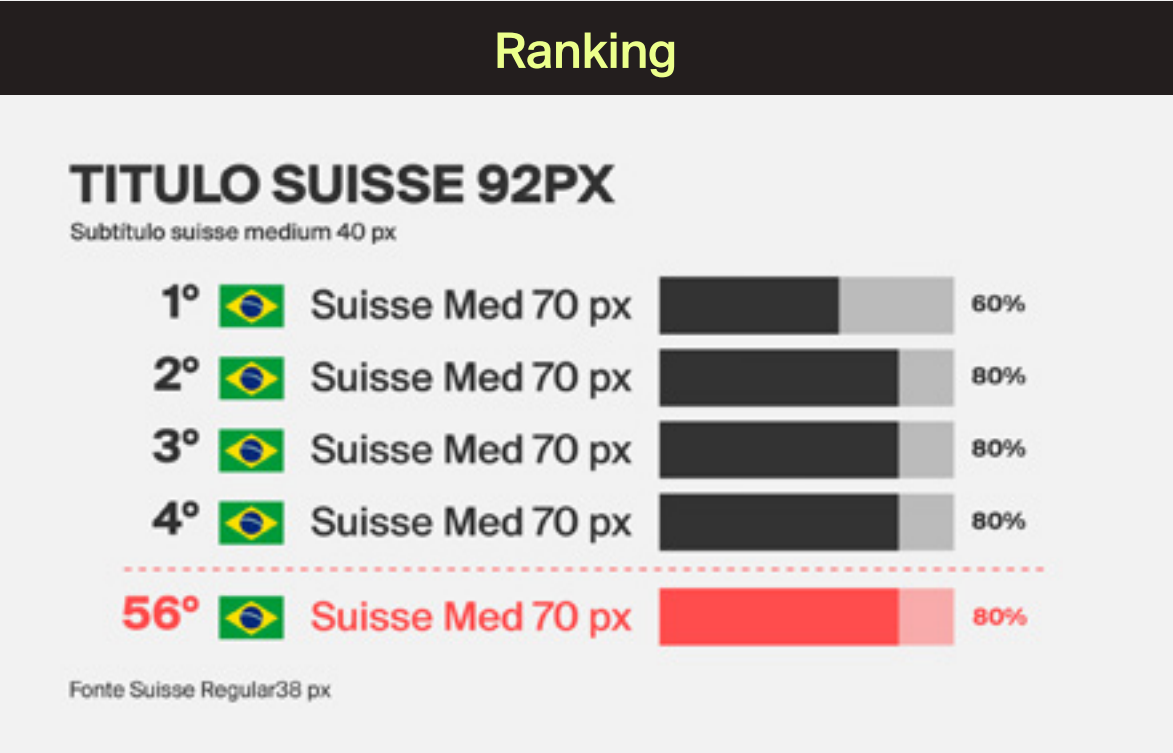 Ranking
TITULO SUISSE 92PX
Subtítulo suisse medium 40 px
1º Suisse Med 70 px 60%
2º Suisse Med 70 px 80%
3º Suisse Med 70 px 80%
4º Suisse Med 70 px 80%
56º Suisse Med 70 px 80%
Fonte Suisse Regular38 px